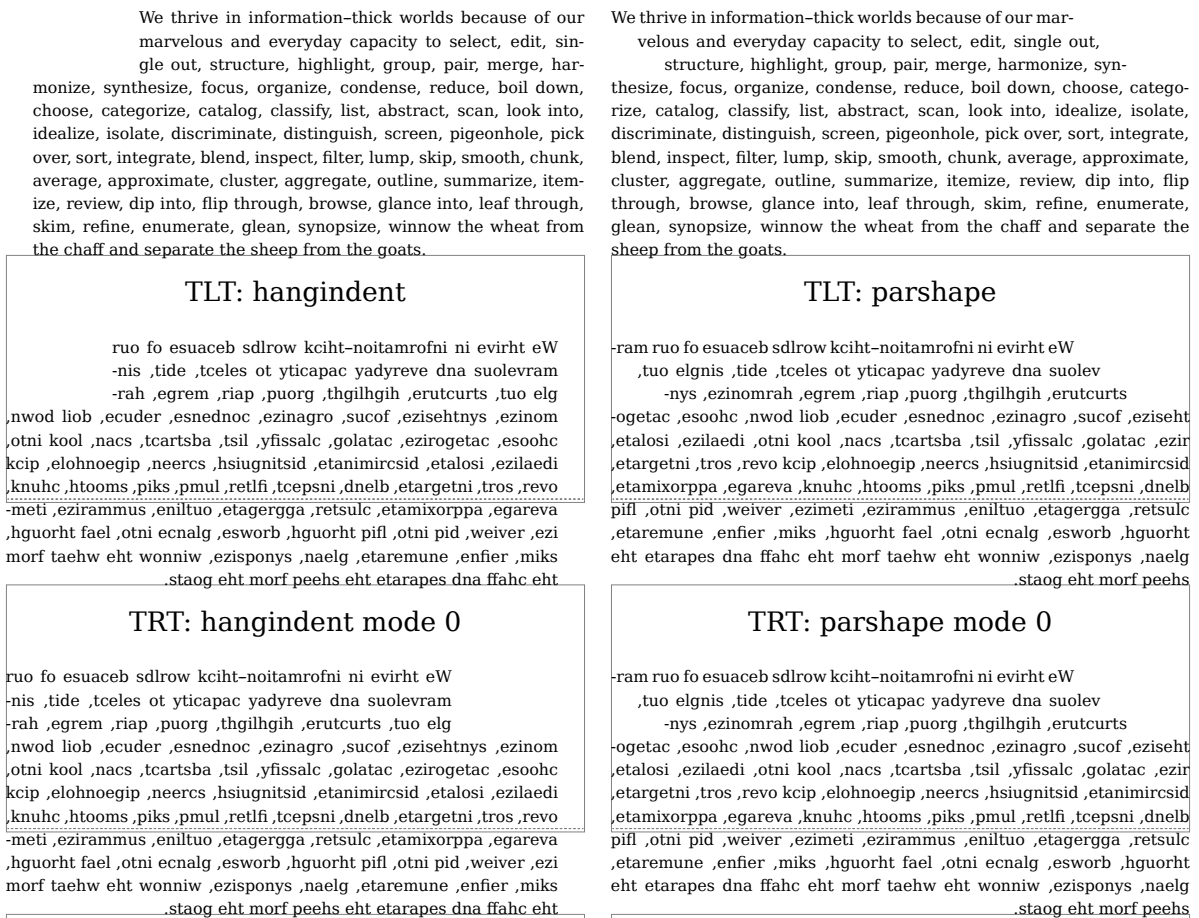 We thrive in information–thick worlds because of our
marvelous and everyday capacity to select, edit, sin-
gle out, structure, highlight, group, pair, merge, har-
monize, synthesize, focus, organize, condense, reduce, boil down,
choose, categorize, catalog, classify, list, abstract, scan, look into,
idealize, isolate, discriminate, distinguish, screen, pigeonhole, pick
over, sort, integrate, blend, inspect, filter, lump, skip, smooth, chunk,
average, approximate, cluster, aggregate, outline, summarize, item-
ize, review, dip into, flip through, browse, glance into, leaf through,
skim, refine, enumerate, glean, synopsize, winnow the wheat from
the chaff and separate the sheep from the goats.
TLT: hangindent
ruo fo esuaceb sdlrow kciht–noitamrofni ni evirht eW
-nis ,tide ,tceles ot yticapac yadyreve dna suolevram
-rah ,egrem ,riap ,puorg ,thgilhgih ,erutcurts ,tuo elg
,nwod liob ,ecuder ,esnednoc ,ezinagro ,sucof ,ezisehtnys ,ezinom
,otni kool ,nacs ,tcartsba ,tsil ,yfissalc ,golatac ,ezirogetac ,esoohc
kcip ,elohnoegip ,neercs ,hsiugnitsid ,etanimircsid ,etalosi ,ezilaedi
,knuhc ,htooms ,piks ,pmul ,retlfi ,tcepsni ,dnelb ,etargetni ,tros ,revo
-meti ,ezirammus ,eniltuo ,etagergga ,retsulc ,etamixorppa ,egareva
,hguorht fael ,otni ecnalg ,esworb ,hguorht pifl ,otni pid ,weiver ,ezi
morf taehw eht wonniw ,ezisponys ,naelg ,etaremune ,enfier ,miks
.staog eht morf peehs eht etarapes dna ffahc eht
TRT: hangindent mode 0
ruo fo esuaceb sdlrow kciht–noitamrofni ni evirht eW
-nis ,tide ,tceles ot yticapac yadyreve dna suolevram
-rah ,egrem ,riap ,puorg ,thgilhgih ,erutcurts ,tuo elg
,nwod liob ,ecuder ,esnednoc ,ezinagro ,sucof ,ezisehtnys ,ezinom
,otni kool ,nacs ,tcartsba ,tsil ,yfissalc ,golatac ,ezirogetac ,esoohc
kcip ,elohnoegip ,neercs ,hsiugnitsid ,etanimircsid ,etalosi ,ezilaedi
,knuhc ,htooms ,piks ,pmul ,retlfi ,tcepsni ,dnelb ,etargetni ,tros ,revo
-meti ,ezirammus ,eniltuo ,etagergga ,retsulc ,etamixorppa ,egareva
,hguorht fael ,otni ecnalg ,esworb ,hguorht pifl ,otni pid ,weiver ,ezi
morf taehw eht wonniw ,ezisponys ,naelg ,etaremune ,enfier ,miks
.staog eht morf peehs eht etarapes dna ffahc eht
We thrive in information–thick worlds because of our mar-
velous and everyday capacity to select, edit, single out,
structure, highlight, group, pair, merge, harmonize, syn-
thesize, focus, organize, condense, reduce, boil down, choose, catego-
rize, catalog, classify, list, abstract, scan, look into, idealize, isolate,
discriminate, distinguish, screen, pigeonhole, pick over, sort, integrate,
blend, inspect, filter, lump, skip, smooth, chunk, average, approximate,
cluster, aggregate, outline, summarize, itemize, review, dip into, flip
through, browse, glance into, leaf through, skim, refine, enumerate,
glean, synopsize, winnow the wheat from the chaff and separate the
sheep from the goats.
TLT: parshape
-ram ruo fo esuaceb sdlrow kciht–noitamrofni ni evirht eW
,tuo elgnis ,tide ,tceles ot yticapac yadyreve dna suolev
-nys ,ezinomrah ,egrem ,riap ,puorg ,thgilhgih ,erutcurts
-ogetac ,esoohc ,nwod liob ,ecuder ,esnednoc ,ezinagro ,sucof ,eziseht
,etalosi ,ezilaedi ,otni kool ,nacs ,tcartsba ,tsil ,yfissalc ,golatac ,ezir
,etargetni ,tros ,revo kcip ,elohnoegip ,neercs ,hsiugnitsid ,etanimircsid
,etamixorppa ,egareva ,knuhc ,htooms ,piks ,pmul ,retlfi ,tcepsni ,dnelb
pifl ,otni pid ,weiver ,ezimeti ,ezirammus ,eniltuo ,etagergga ,retsulc
,etaremune ,enfier ,miks ,hguorht fael ,otni ecnalg ,esworb ,hguorht
eht etarapes dna ffahc eht morf taehw eht wonniw ,ezisponys ,naelg
.staog eht morf peehs
TRT: parshape mode 0
-ram ruo fo esuaceb sdlrow kciht–noitamrofni ni evirht eW
,tuo elgnis ,tide ,tceles ot yticapac yadyreve dna suolev
-nys ,ezinomrah ,egrem ,riap ,puorg ,thgilhgih ,erutcurts
-ogetac ,esoohc ,nwod liob ,ecuder ,esnednoc ,ezinagro ,sucof ,eziseht
,etalosi ,ezilaedi ,otni kool ,nacs ,tcartsba ,tsil ,yfissalc ,golatac ,ezir
,etargetni ,tros ,revo kcip ,elohnoegip ,neercs ,hsiugnitsid ,etanimircsid
,etamixorppa ,egareva ,knuhc ,htooms ,piks ,pmul ,retlfi ,tcepsni ,dnelb
pifl ,otni pid ,weiver ,ezimeti ,ezirammus ,eniltuo ,etagergga ,retsulc
,etaremune ,enfier ,miks ,hguorht fael ,otni ecnalg ,esworb ,hguorht
eht etarapes dna ffahc eht morf taehw eht wonniw ,ezisponys ,naelg
.staog eht morf peehs